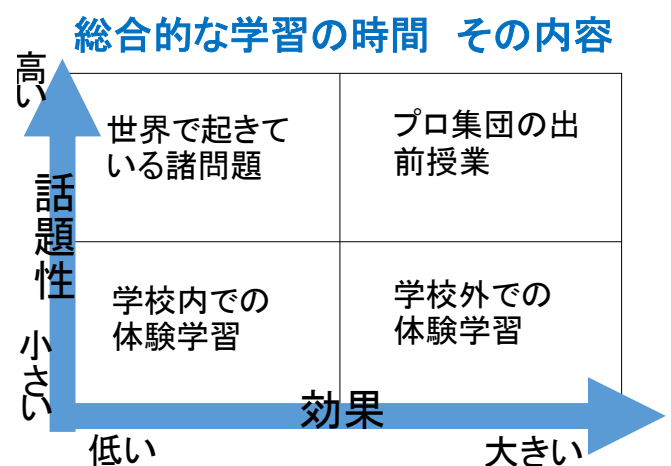 総合的な学習の時間 その内容
高い
世界で起きて
いる諸問題
プロ集団の出
前授業
話題性
学校内での
体験学習
学校外での
体験学習
小さい
効果
低い
大きい